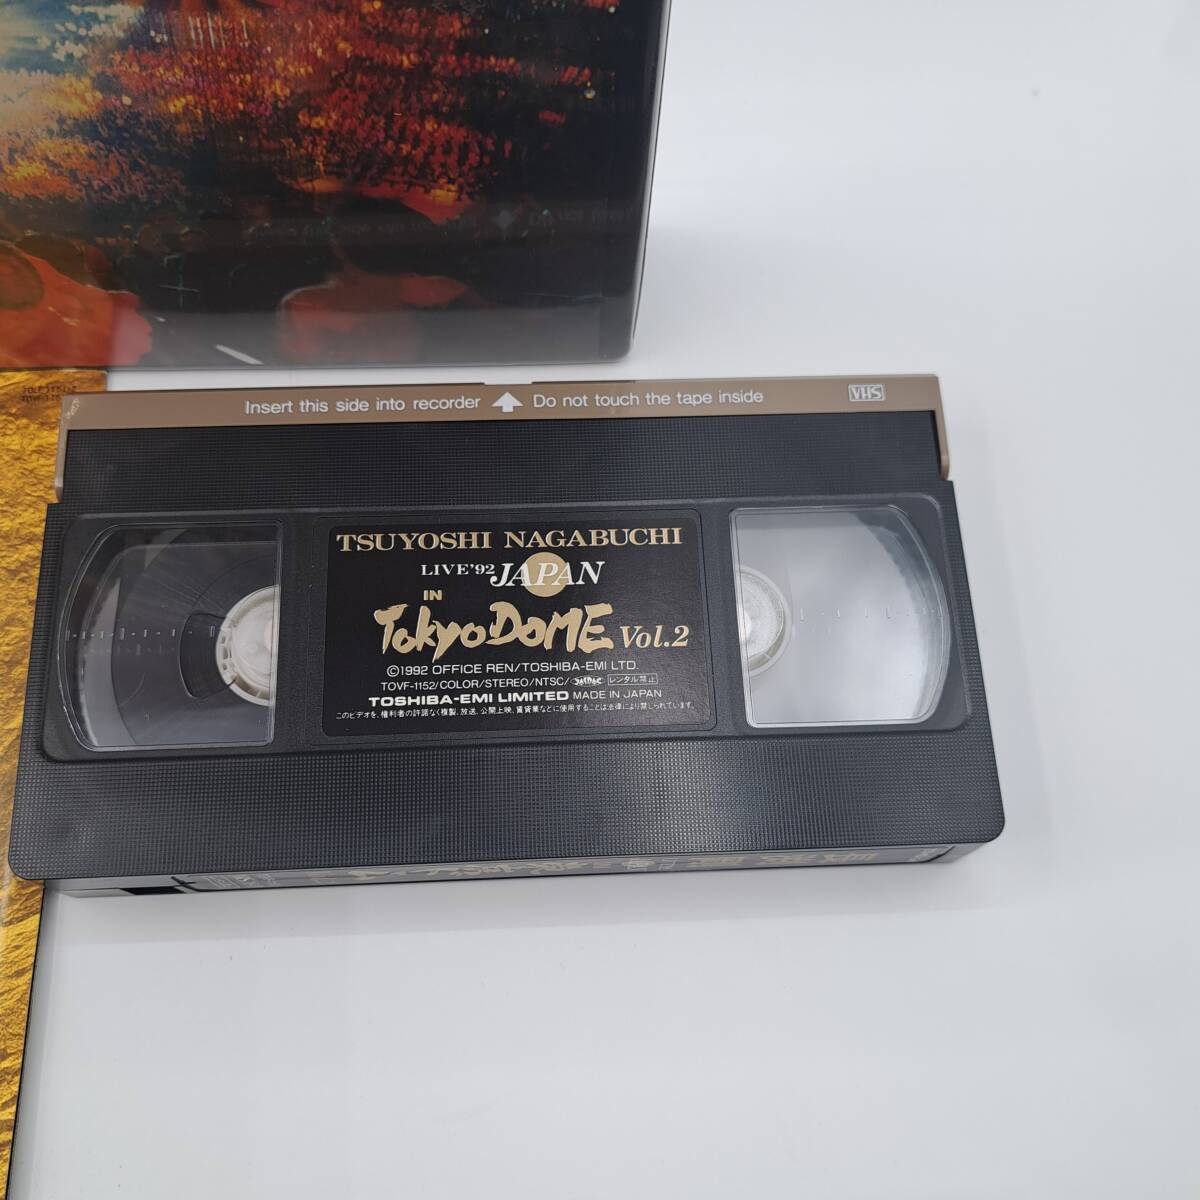 Insert this side into recorder Do not touch the tape inside VHS
TSUYOSHI NAGABUCHI
LIVE'92 JAPAN
IN
Tokyo DOME Vol.2
©1992 OFFICE REN/TOSHIBA-EMI LTD.
TOVF-1152/COLOR/STEREO/NTSC/ レンタル禁止
TOSHIBA-EMI LIMITED MADE IN JAPAN
このビデオを、権利者の許諾なく複製、放送、公開上映、賃貸業などに使用することは法律により禁じられています。